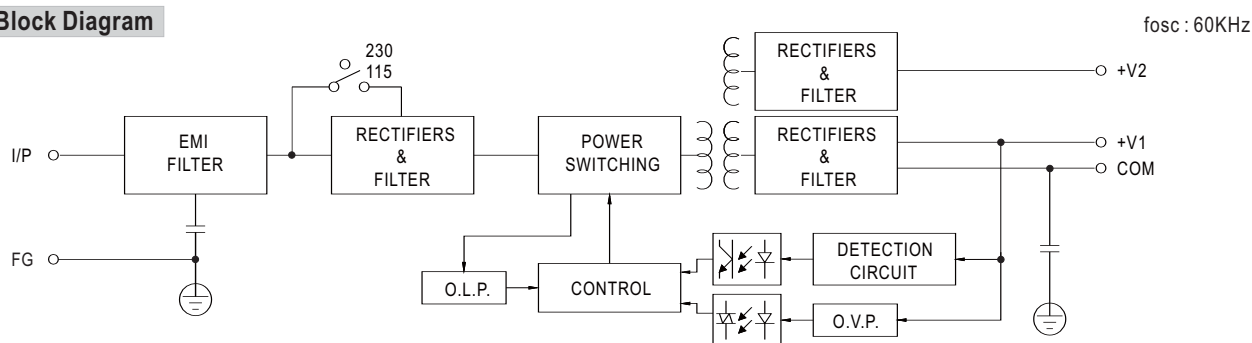 Block Diagram
fosc : 60KHz
230
115
I/P
EMI
FILTER
RECTIFIERS
&
FILTER
POWER
SWITCHING
RECTIFIERS
&
FILTER
+V2
RECTIFIERS
&
FILTER
+V1
COM
FG
O.L.P.
CONTROL
DETECTION
CIRCUIT
O.V.P.